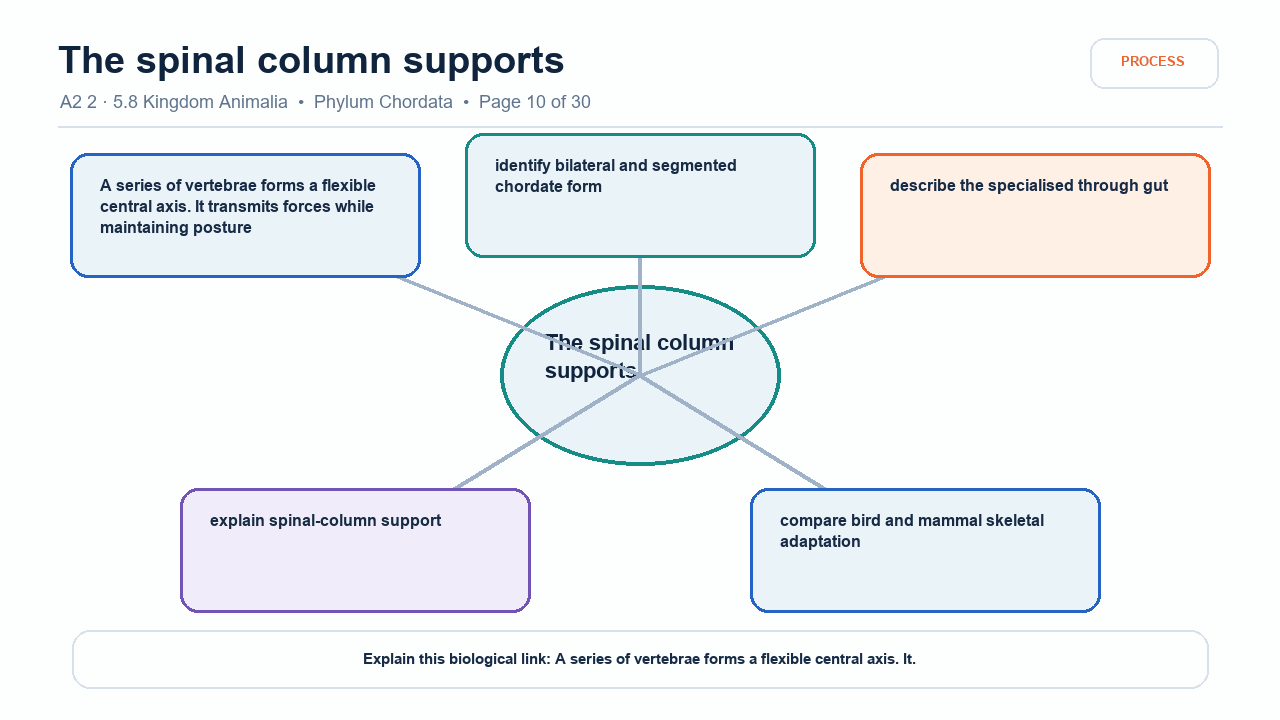 The spinal column supports
PROCESS
A2 2 · 5.8 Kingdom Animalia • Phylum Chordata • Page 10 of 30
A series of vertebrae forms a flexible
central axis. It transmits forces while
maintaining posture
identify bilateral and segmented
chordate form
describe the specialised through gut
The spinal column
supports
explain spinal-column support
compare bird and mammal skeletal
adaptation
Explain this biological link: A series of vertebrae forms a flexible central axis. It.